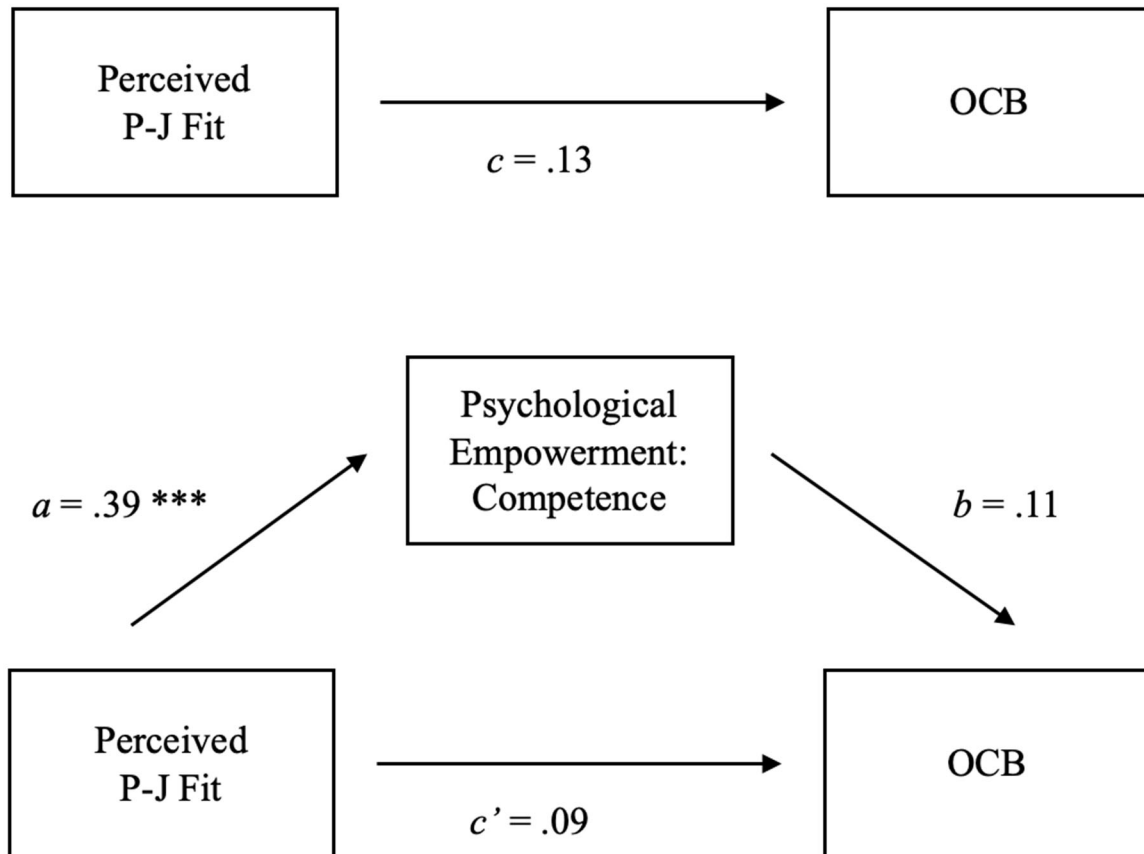 Perceived
P-J Fit
OCB
c = .13
Psychological
Empowerment:
Competence
a = .39 ***
b = .11
Perceived
P-J Fit
OCB
c’ = .09